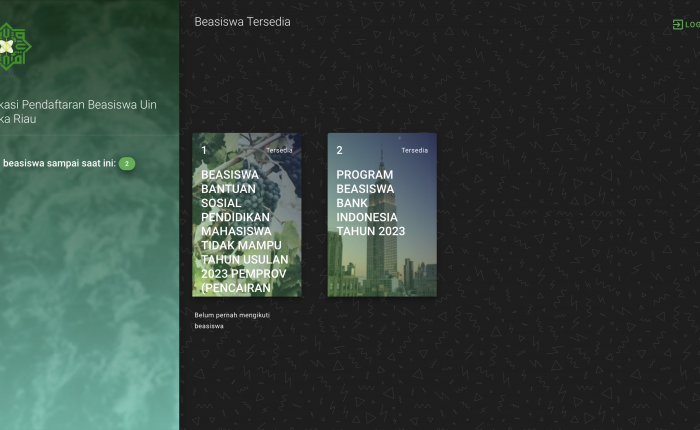 Beasiswa Tersedia
kasi Pendaftaran Beasiswa Uin
ka Riau
beasiswa sampai saat ini: 2
1 Tersedia
BEASISWA
BANTUAN
SOSIAL
PENDIDIKAN
MAHASISWA
TIDAK MAMPU
TAHUN USULAN
2023 PEMPROV
(PENCAIRAN
Belum pernah mengikuti
beasiswa
2 Tersedia
PROGRAM
BEASISWA
BANK
INDONESIA
TAHUN 2023
LOG